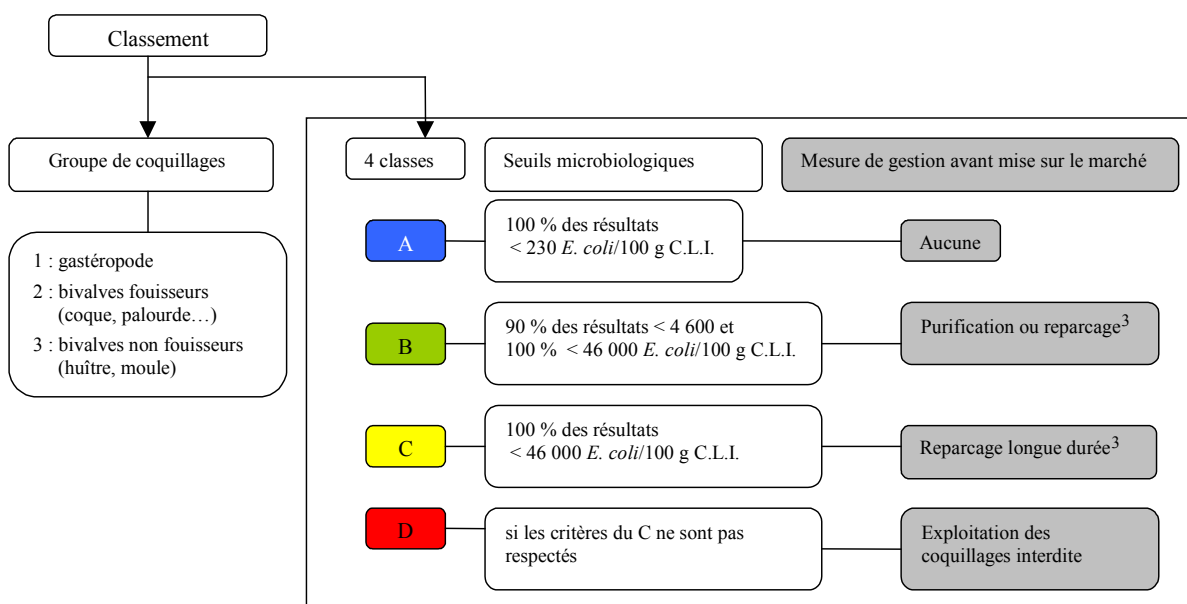 Classement
Groupe de coquillages
4 classes
Seuils microbiologiques
Mesure de gestion avant mise sur le marché
1 : gastéropode
2 : bivalves fouisseurs
(coque, palourde…)
3 : bivalves non fouisseurs
(huître, moule)
A
100 % des résultats
< 230 E. coli/100 g C.L.I.
Aucune
B
90 % des résultats < 4 600 et
100 % < 46 000 E. coli/100 g C.L.I.
Purification ou reparcage3
C
100 % des résultats
< 46 000 E. coli/100 g C.L.I.
Reparcage longue durée3
D
si les critères du C ne sont pas
respectés
Exploitation des
coquillages interdite